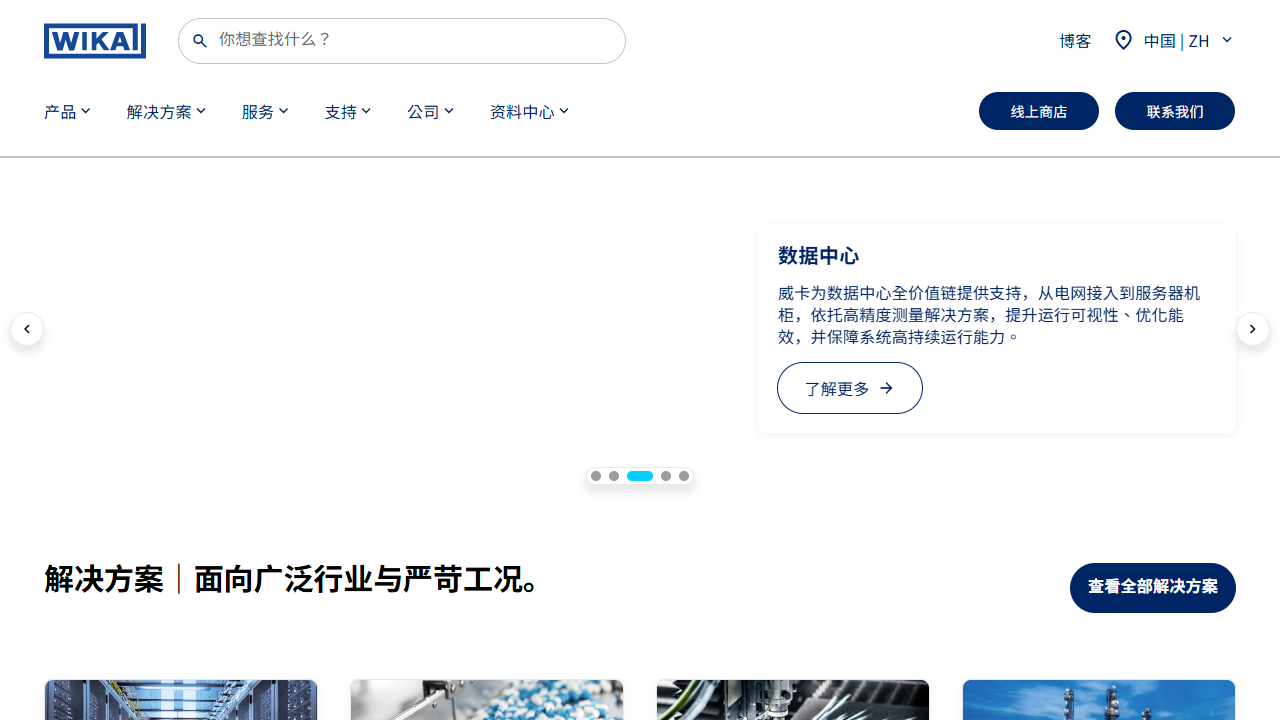 WIKA
你想查找什么？
博客
中国 | ZH
产品
解决方案
服务
支持
公司
资料中心
线上商店
联系我们
数据中心
威卡为数据中心全价值链提供支持，从电网接入到服务器机
柜，依托高精度测量解决方案，提升运行可视性、优化能
效，并保障系统高持续运行能力。
了解更多
解决方案｜面向广泛行业与严苛工况。
查看全部解决方案